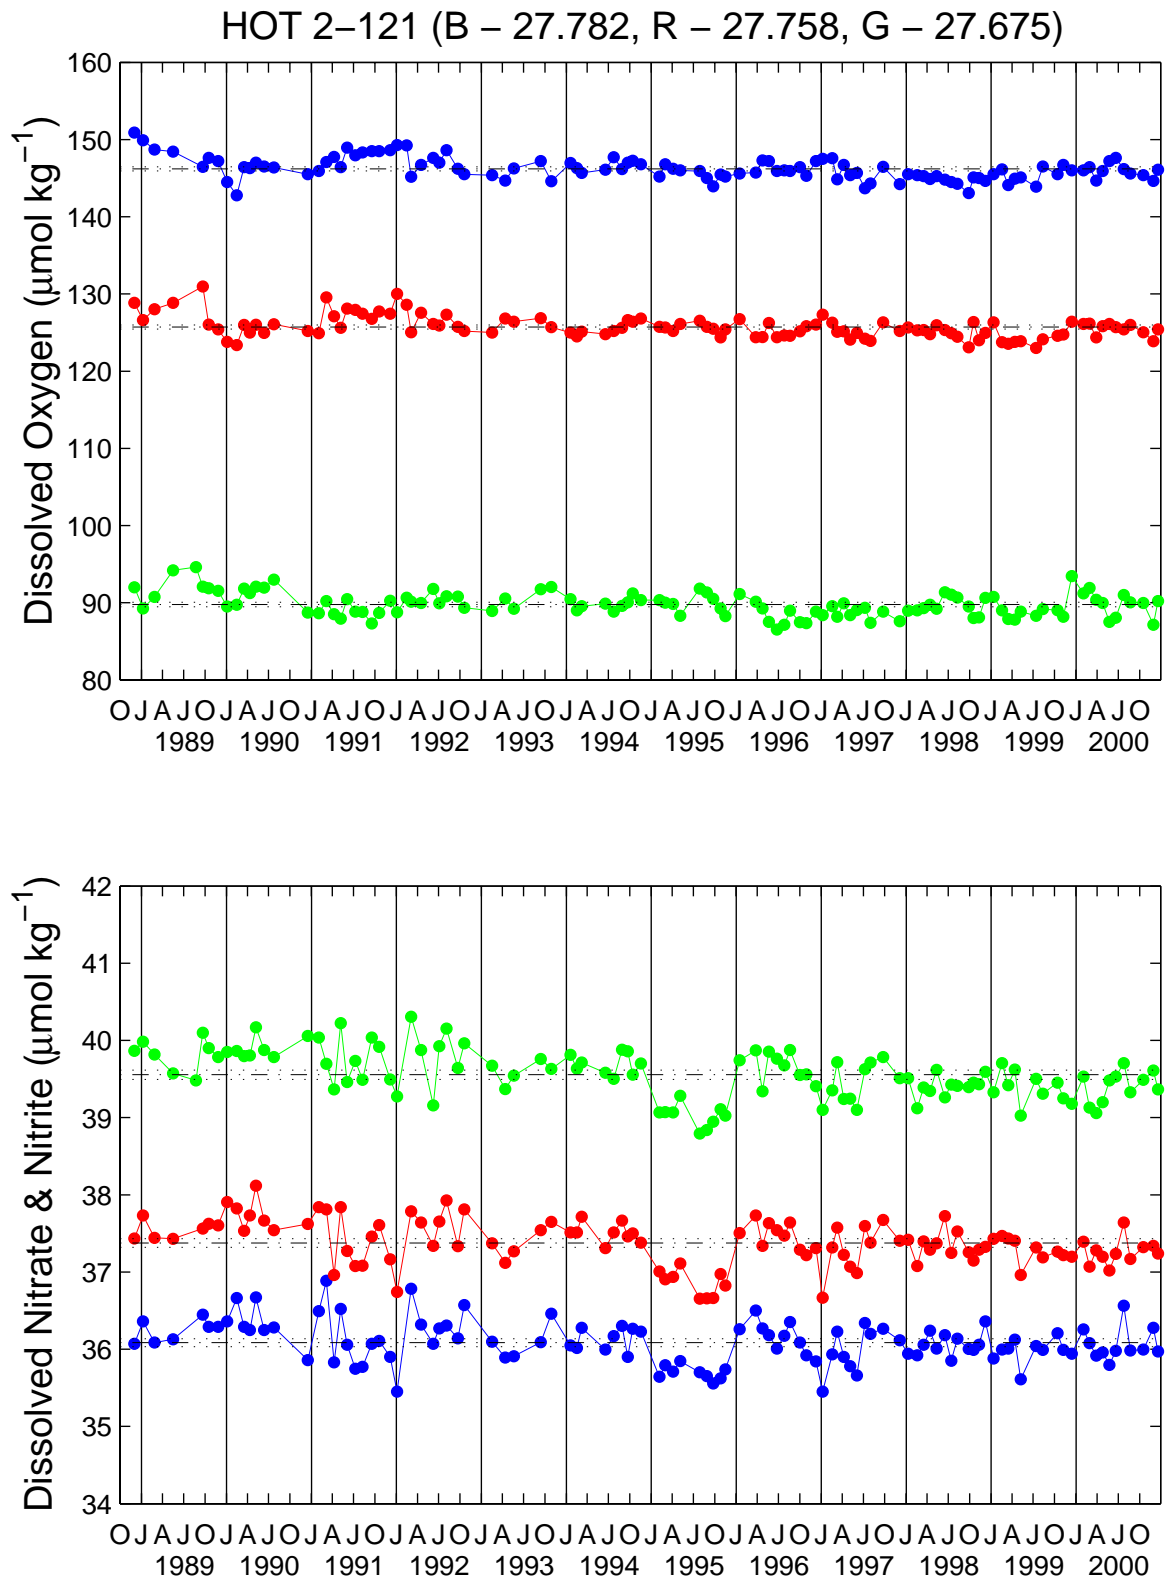 HOT 2–121 (B – 27.782, R – 27.758, G – 27.675)
Dissolved Oxygen (μmol kg⁻¹)
160
150
140
130
120
110
100
90
80
O J A J O J A J O J A J O J A J O J A J O J A J O J A J O J A J O J A J O J A J O J A J O J A J O
1989 1990 1991 1992 1993 1994 1995 1996 1997 1998 1999 2000
Dissolved Nitrate & Nitrite (μmol kg⁻¹)
42
41
40
39
38
37
36
35
34
O J A J O J A J O J A J O J A J O J A J O J A J O J A J O J A J O J A J O J A J O J A J O J A J O
1989 1990 1991 1992 1993 1994 1995 1996 1997 1998 1999 2000